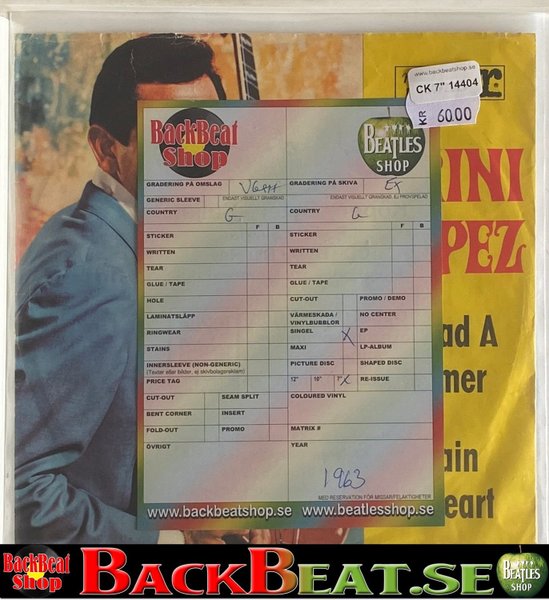 www.backbeatshop.se
CK 7" 14404
KR 60.00
RINI
PEZ
ad A
mer
ain
eart
BackBeat
Shop
BEATLES
SHOP
GRADERING PÅ OMSLAG VG++
GRADERING PÅ SKIVA EX
GENERIC SLEEVE ENDAST VISUELLT GRANSKAD
ENDAST VISUELLT GRANSKAD, EJ PROVSPELAD
COUNTRY G
COUNTRY G
F B
F B
STICKER
STICKER
WRITTEN
WRITTEN
TEAR
TEAR
GLUE / TAPE
GLUE / TAPE
HOLE
CUT-OUT PROMO / DEMO
LAMINATSLÄPP
VÄRMESKADA /
VINYLBUBBLOR NO CENTER
RINGWEAR
SINGEL X EP
STAINS
MAXI LP-ALBUM
INNERSLEEVE (NON-GENERIC)
(Texter eller bilder, ej skivbolagsreklam)
PICTURE DISC SHAPED DISC
PRICE TAG
12" 10" 7" X RE-ISSUE
CUT-OUT SEAM SPLIT
COLOURED VINYL
BENT CORNER INSERT
FOLD-OUT PROMO
MATRIX #
ÖVRIGT
YEAR
1963
MED RESERVATION FÖR MISSAR/FELAKTIGHETER
www.backbeatshop.se www.beatlesshop.se
BackBeat
Shop
BACKBEAT.SE
BEATLES
SHOP